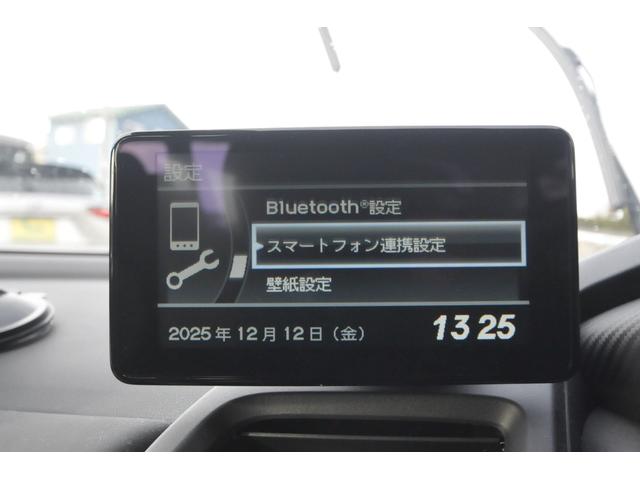 設定
Bluetooth®設定
スマートフォン連携設定
壁紙設定
2025年12月12日（金） 13 25